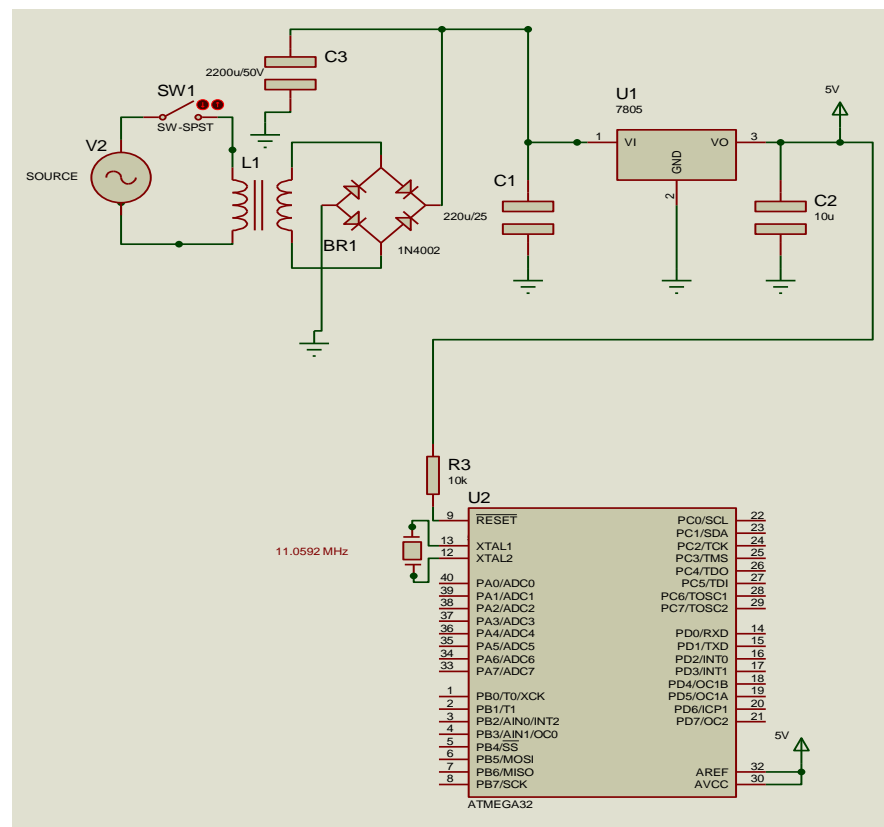 C3
2200u/50V
SW1
SW-SPST
U1
7805
5V
V2
SOURCE
L1
1
VI
VO
3
GND
2
C1
220u/25
C2
10u
BR1
1N4002
R3
10k
U2
9 RESET
11.0592 MHz
13 XTAL1
12 XTAL2
40 PA0/ADC0
39 PA1/ADC1
38 PA2/ADC2
37 PA3/ADC3
36 PA4/ADC4
35 PA5/ADC5
34 PA6/ADC6
33 PA7/ADC7
1 PB0/T0/XCK
2 PB1/T1
3 PB2/AIN0/INT2
4 PB3/AIN1/OC0
5 PB4/SS
6 PB5/MOSI
7 PB6/MISO
8 PB7/SCK
PC0/SCL 22
PC1/SDA 23
PC2/TCK 24
PC3/TMS 25
PC4/TDO 26
PC5/TDI 27
PC6/TOSC1 28
PC7/TOSC2 29
PD0/RXD 14
PD1/TXD 15
PD2/INT0 16
PD3/INT1 17
PD4/OC1B 18
PD5/OC1A 19
PD6/ICP1 20
PD7/OC2 21
5V
AREF 32
AVCC 30
ATMEGA32